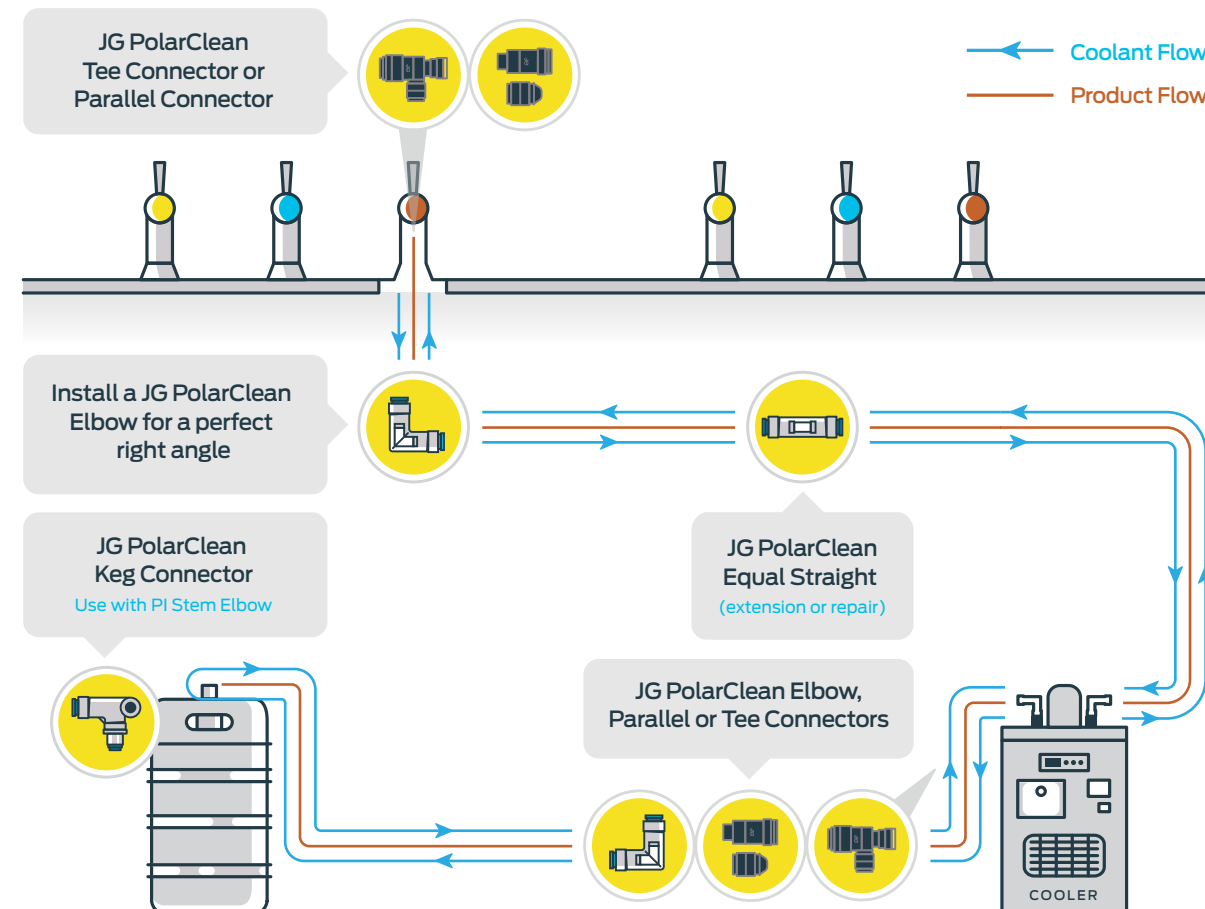 JG PolarClean
Tee Connector or
Parallel Connector
Coolant Flow
Product Flow
Install a JG PolarClean
Elbow for a perfect
right angle
JG PolarClean
Keg Connector
Use with PI Stem Elbow
JG PolarClean
Equal Straight
(extension or repair)
JG PolarClean Elbow,
Parallel or Tee Connectors
COOLER